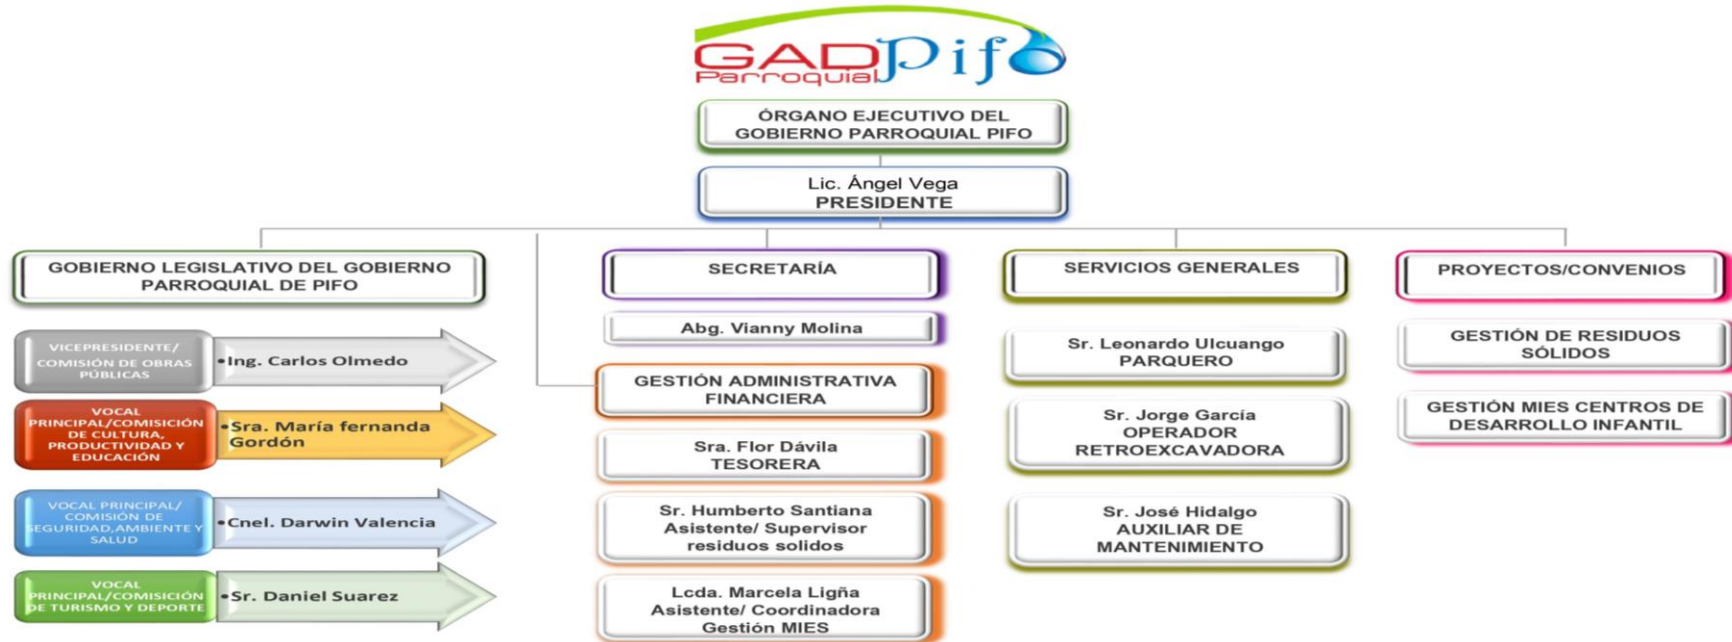 GAD Pifo
Parroquial
ÓRGANO EJECUTIVO DEL
GOBIERNO PARROQUIAL PIFO
Lic. Ángel Vega
PRESIDENTE
GOBIERNO LEGISLATIVO DEL GOBIERNO
PARROQUIAL DE PIFO
VICEPRESIDENTE/
COMISIÓN DE OBRAS
PÚBLICAS
•Ing. Carlos Olmedo
VOCAL
PRINCIPAL/COMISICIÓN
DE CULTURA,
PRODUCTIVIDAD Y
EDUCACIÓN
•Sra. María fernanda
Gordón
VOCAL PRINCIPAL/
COMISIÓN DE
SEGURIDAD,AMBIENTE Y
SALUD
•Cnel. Darwin Valencia
VOCAL
PRINCIPAL/COMISICIÓN
DE TURISMO Y DEPORTE
•Sr. Daniel Suarez
SECRETARÍA
Abg. Vianny Molina
GESTIÓN ADMINISTRATIVA
FINANCIERA
Sra. Flor Dávila
TESORERA
Sr. Humberto Santiana
Asistente/ Supervisor
residuos solidos
Lcda. Marcela Ligña
Asistente/ Coordinadora
Gestión MIES
SERVICIOS GENERALES
Sr. Leonardo Ulcuango
PARQUERO
Sr. Jorge García
OPERADOR
RETROEXCAVADORA
Sr. José Hidalgo
AUXILIAR DE
MANTENIMIENTO
PROYECTOS/CONVENIOS
GESTIÓN DE RESIDUOS
SÓLIDOS
GESTIÓN MIES CENTROS DE
DESARROLLO INFANTIL